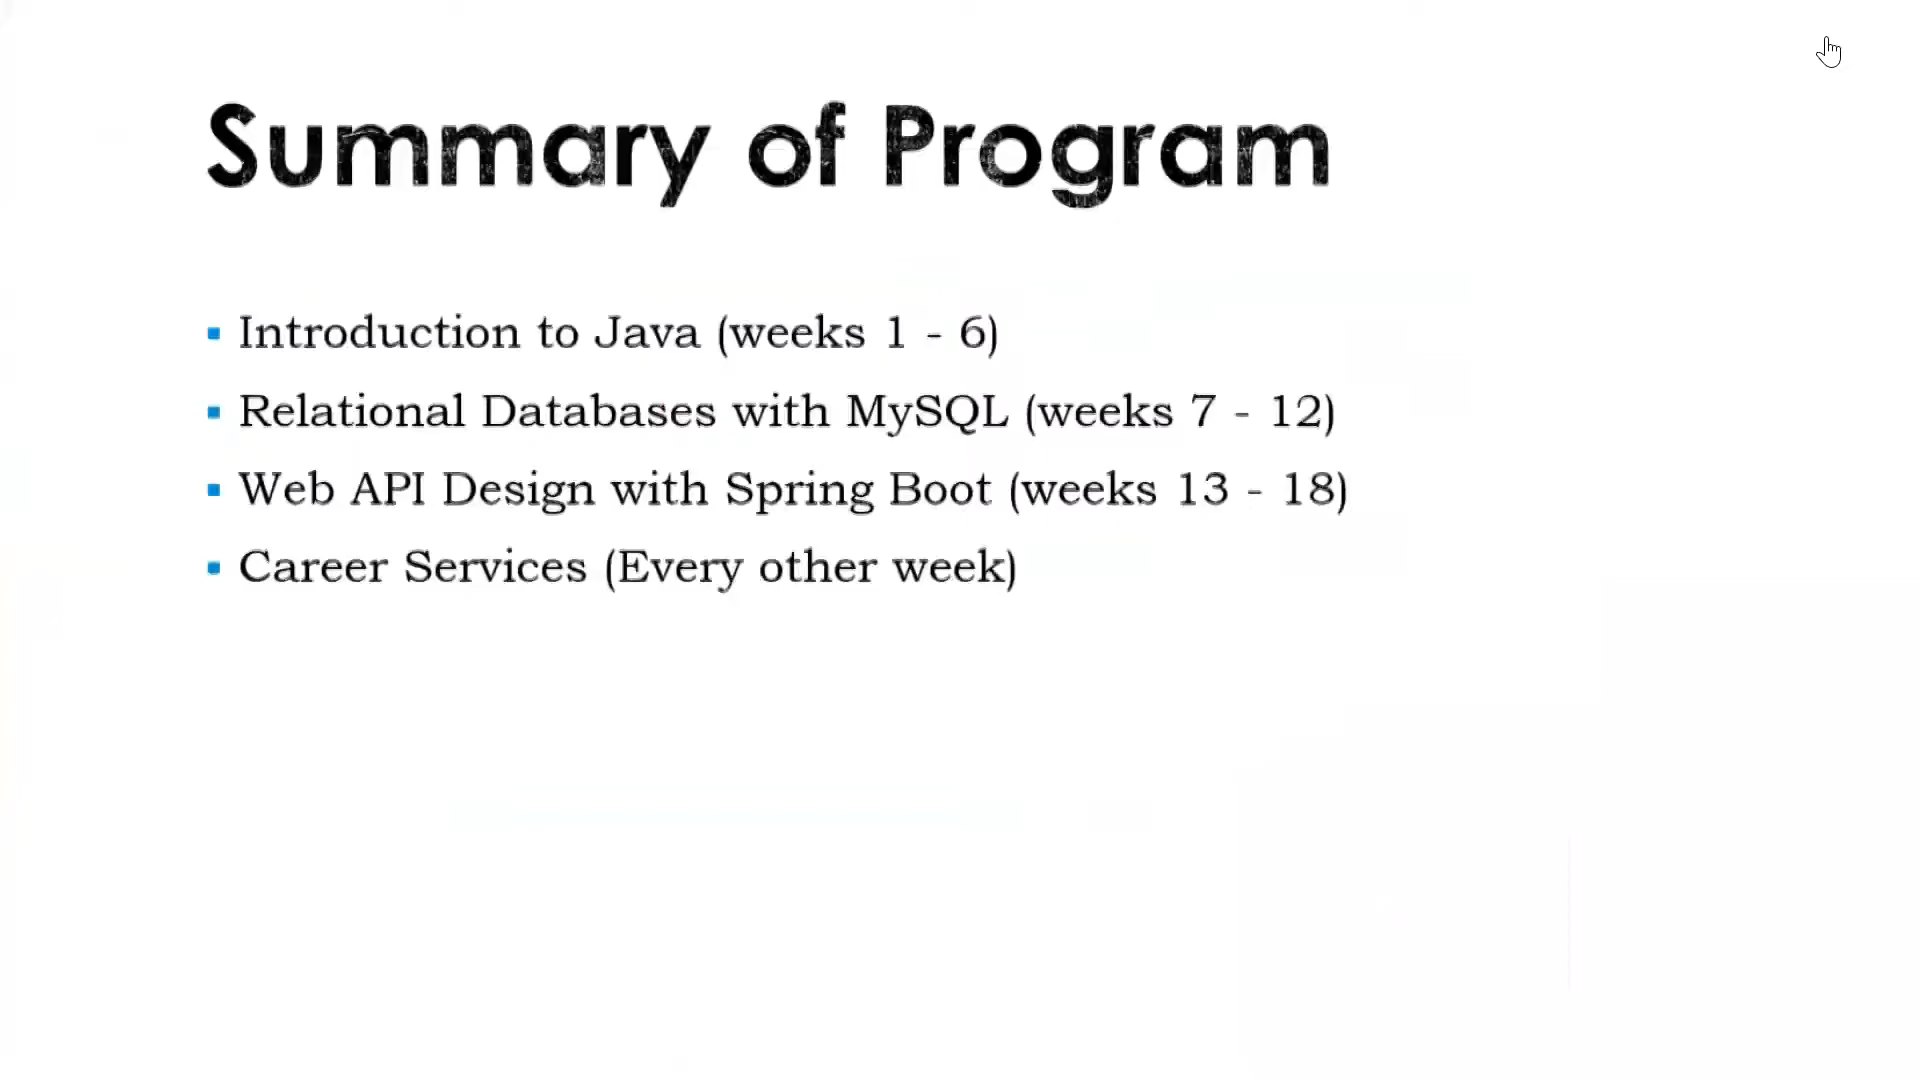 Summary of Program
Introduction to Java (weeks 1 - 6)
Relational Databases with MySQL (weeks 7 - 12)
Web API Design with Spring Boot (weeks 13 - 18)
Career Services (Every other week)